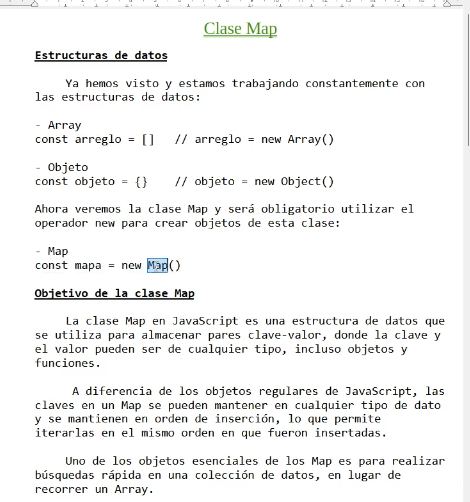 Clase Map
Estructuras de datos
Ya hemos visto y estamos trabajando constantemente con
las estructuras de datos:
- Array
const arreglo = [] // arreglo = new Array()
- Objeto
const objeto = {} // objeto = new Object()
Ahora veremos la clase Map y será obligatorio utilizar el
operador new para crear objetos de esta clase:
- Map
const mapa = new Map()
Objetivo de la clase Map
La clase Map en JavaScript es una estructura de datos que
se utiliza para almacenar pares clave-valor, donde la clave y
el valor pueden ser de cualquier tipo, incluso objetos y
funciones.
A diferencia de los objetos regulares de JavaScript, las
claves en un Map se pueden mantener en cualquier tipo de dato
y se mantienen en orden de inserción, lo que permite
iterarlas en el mismo orden en que fueron insertadas.
Uno de los objetos esenciales de los Map es para realizar
búsquedas rápida en una colección de datos, en lugar de
recorrer un Array.